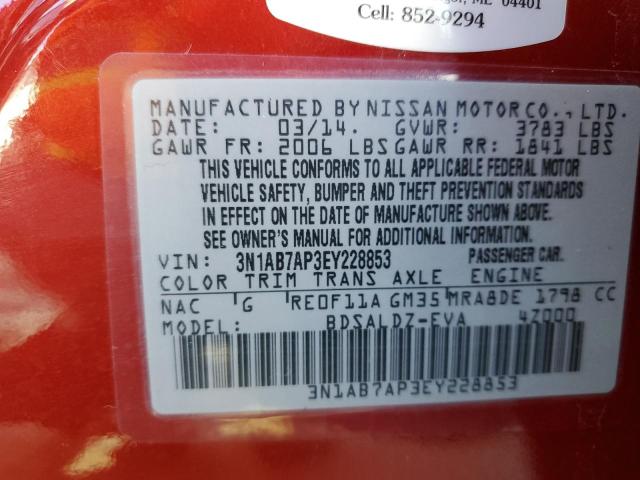 ME 04401
Cell: 852-9294
MANUFACTURED BY NISSAN MOTOR CO., LTD.
DATE: 03/14. GVWR: 3783 LBS
GAWR FR: 2006 LBS GAWR RR: 1841 LBS
THIS VEHICLE CONFORMS TO ALL APPLICABLE FEDERAL MOTOR
VEHICLE SAFETY, BUMPER AND THEFT PREVENTION STANDARDS
IN EFFECT ON THE DATE OF MANUFACTURE SHOWN ABOVE.
SEE OWNER'S MANUAL FOR ADDITIONAL INFORMATION.
VIN: 3N1AB7AP3EY228853 PASSENGER CAR.
COLOR TRIM TRANS AXLE ENGINE
NAC G RE0F11A GM35 MRA8DE 1798 CC
MODEL: BDSALDZ-EVA 4Z000
3N1AB7AP3EY228853